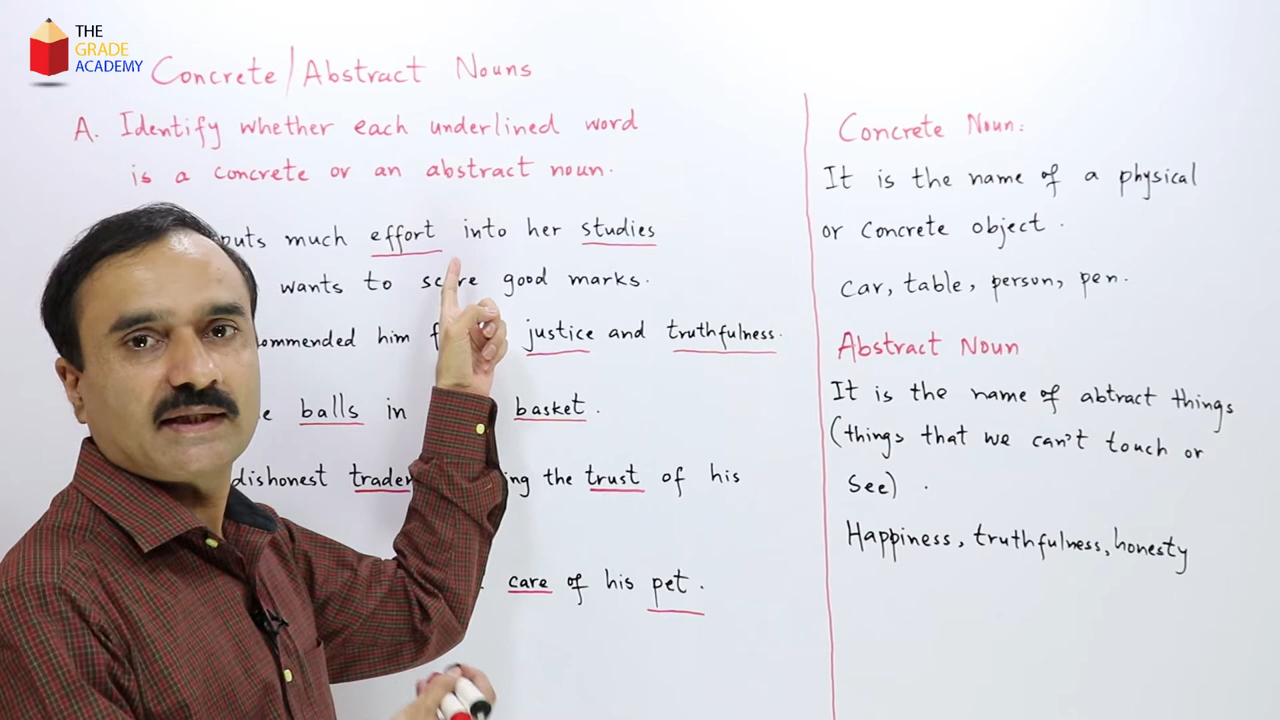 THE
GRADE
ACADEMY
Concrete/Abstract Nouns
A. Identify whether each underlined word
is a concrete or an abstract noun.
puts much effort into her studies
wants to score good marks.
him justice and truthfulness.
balls in basket.
dishonest the trust of his
care of his pet.
Concrete Noun:
It is the name of a physical
or concrete object.
car, table, person, pen.
Abstract Noun
It is the name of abtract things
(things that we can't touch or
see).
Happiness, truthfulness, honesty